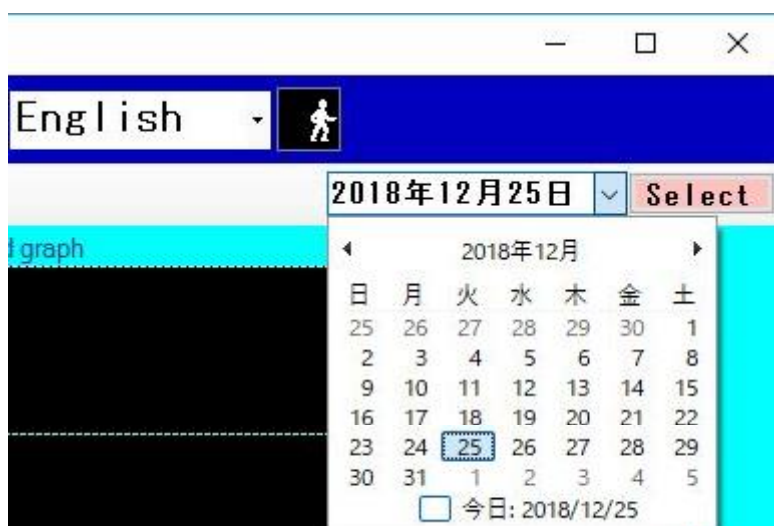 English
2018年12月25日 Select
graph
2018年12月
日 月 火 水 木 金 土
25 26 27 28 29 30 1
2 3 4 5 6 7 8
9 10 11 12 13 14 15
16 17 18 19 20 21 22
23 24 25 26 27 28 29
30 31 1 2 3 4 5
今日: 2018/12/25